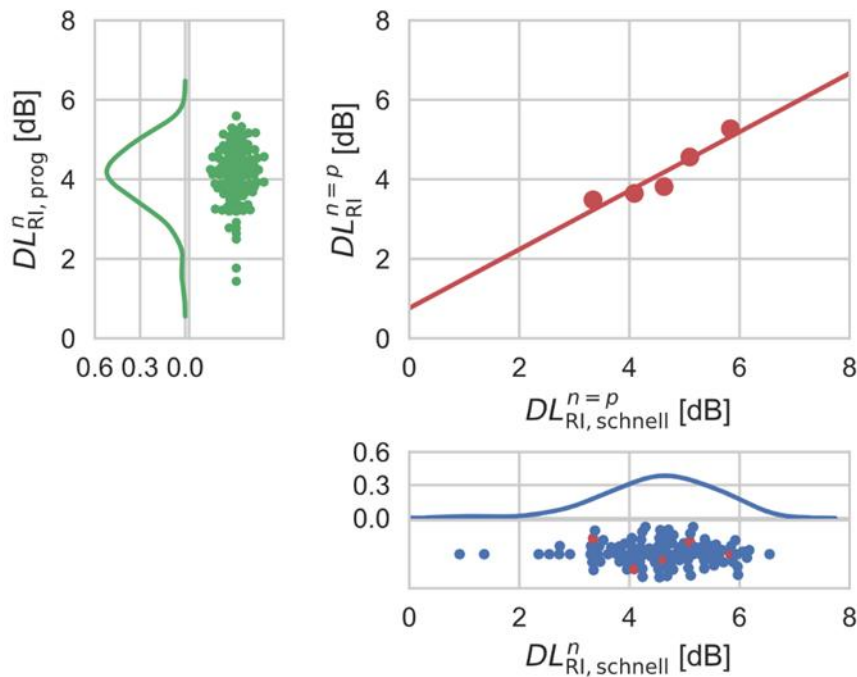 8
6
4
2
0
0.6 0.3 0.0
DL^n_RI, prog [dB]
8
6
4
2
0
0 2 4 6 8
DL^{n=p}_RI [dB]
DL^{n=p}_RI, schnell [dB]
0.6
0.3
0.0
0 2 4 6 8
DL^n_RI, schnell [dB]